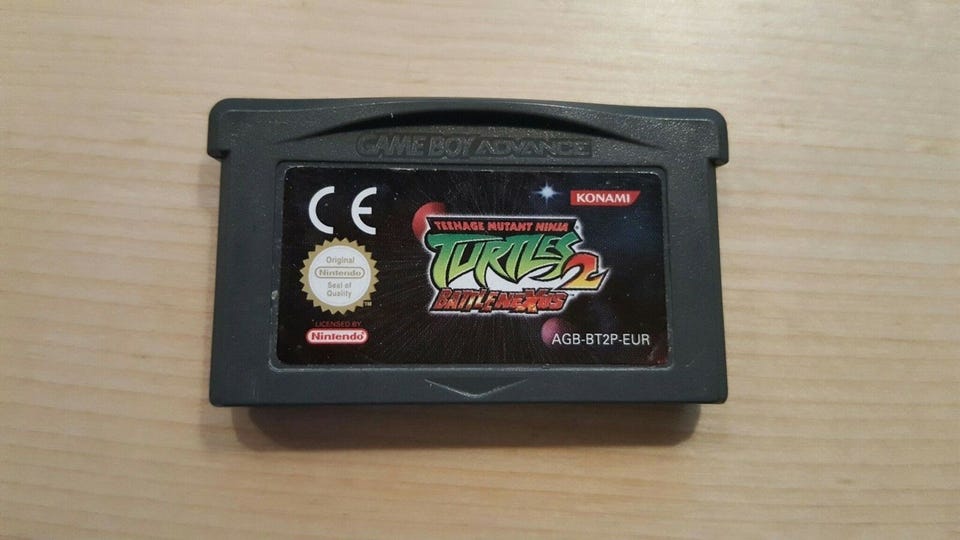 GAME BOY ADVANCE
CE
KONAMI
TEENAGE MUTANT NINJA
TURTLES 2
BATTLE NEXUS
Original
Nintendo
Seal of
Quality
TM
LICENSED BY
Nintendo
AGB-BT2P-EUR